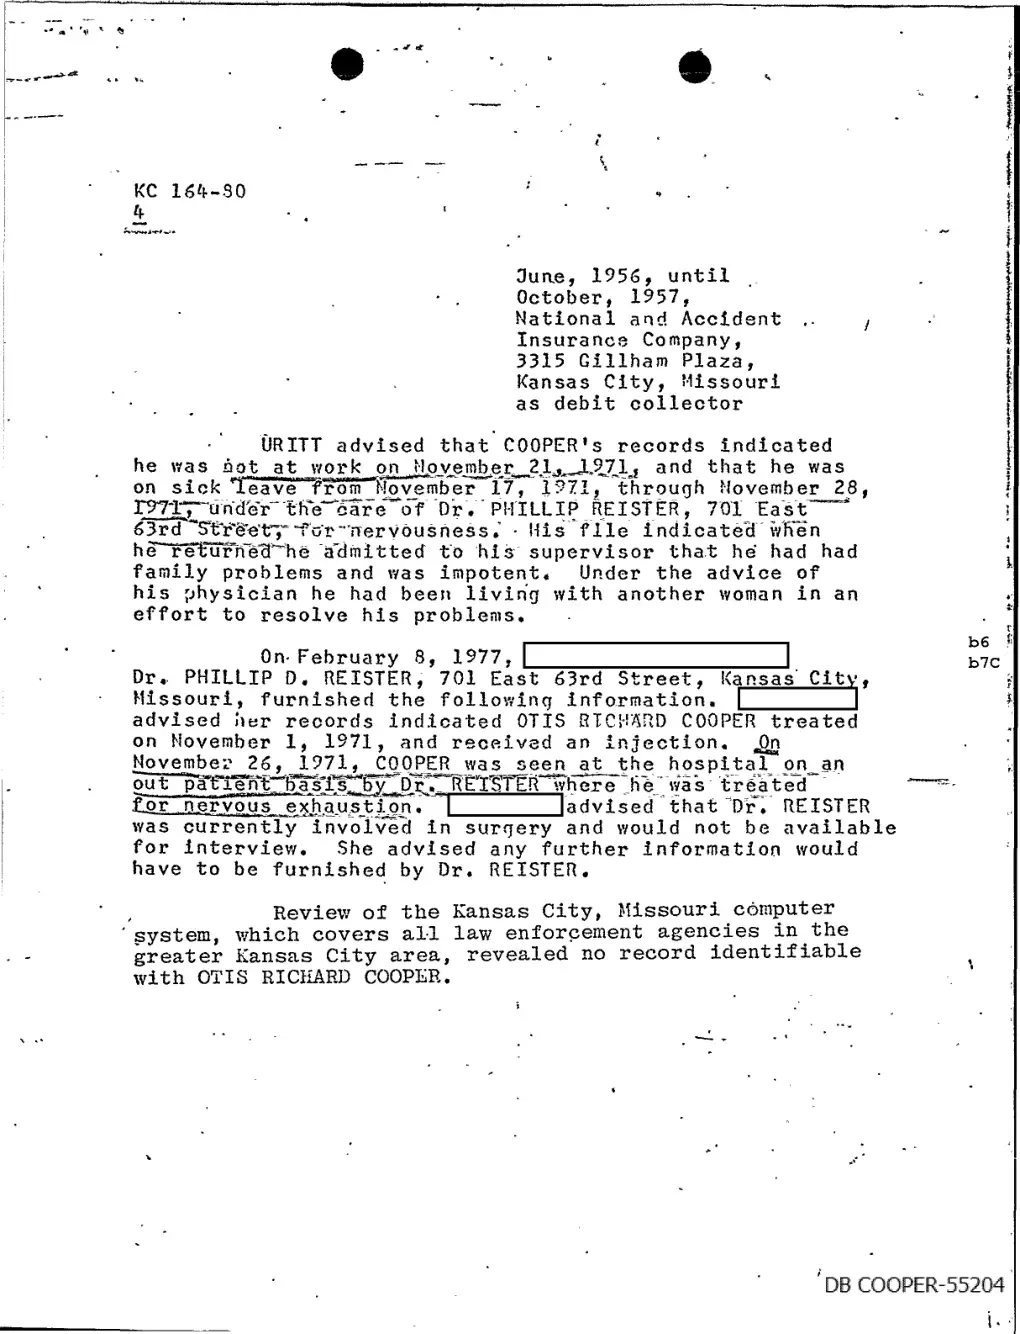 KC 164-80
4
June, 1956, until
October, 1957,
National and Accident
Insurance Company,
3315 Gillham Plaza,
Kansas City, Missouri
as debit collector
URITT advised that COOPER's records indicated
he was not at work on November 21, 1971, and that he was
on sick leave from November 17, 1971, through November 28,
1971, under the care of Dr. PHILLIP REISTER, 701 East
63rd Street, for nervousness. His file indicated when
he returned he admitted to his supervisor that he had had
family problems and was impotent. Under the advice of
his physician he had been living with another woman in an
effort to resolve his problems.
On February 8, 1977,
b6
b7C
Dr. PHILLIP D. REISTER, 701 East 63rd Street, Kansas City,
Missouri, furnished the following information.
advised her records indicated OTIS RICHARD COOPER treated
on November 1, 1971, and received an injection. On
November 26, 1971, COOPER was seen at the hospital on an
out patient basis by Dr. REISTER where he was treated
for nervous exhaustion. advised that Dr. REISTER
was currently involved in surgery and would not be available
for interview. She advised any further information would
have to be furnished by Dr. REISTER.
Review of the Kansas City, Missouri computer
system, which covers all law enforcement agencies in the
greater Kansas City area, revealed no record identifiable
with OTIS RICHARD COOPER.
DB COOPER-55204